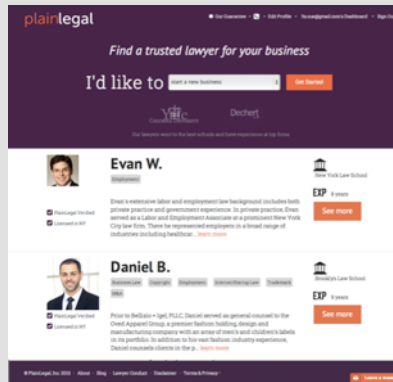 plainlegal
Our Guarantee Edit Profile Dashboard
Find a trusted lawyer for your business
I'd like to start a new business Get Started
Dechert
Our lawyers went to the best schools and have experience at top firms.
Evan W.
Employment
New York Law School
EXP 8 years
See more
Evan's extensive labor and employment law background includes both
private practice and government experience. In private practice, Evan
served as a Labor and Employment Associate at a prominent New York
City law firm. There he represented employers in a broad range of
industries including healthcar... learn more
PlainLegal Verified
Licensed in NY
Daniel B.
Business Law Copyright Employment Internet/Startup Law Trademark
M&A
Brooklyn Law School
EXP 9 years
See more
Prior to Bellizio + Igel, PLLC, Daniel served as general counsel to the
Oved Apparel Group, a premier fashion holding, design and
manufacturing company with an array of men's and children's labels
in its portfolio. In addition to his vast fashion industry experience,
Daniel counsels clients in the p... learn more
PlainLegal Verified
Licensed in NY
© PlainLegal, Inc. 2013 About Blog Lawyer Conduct Disclaimer Terms & Privacy